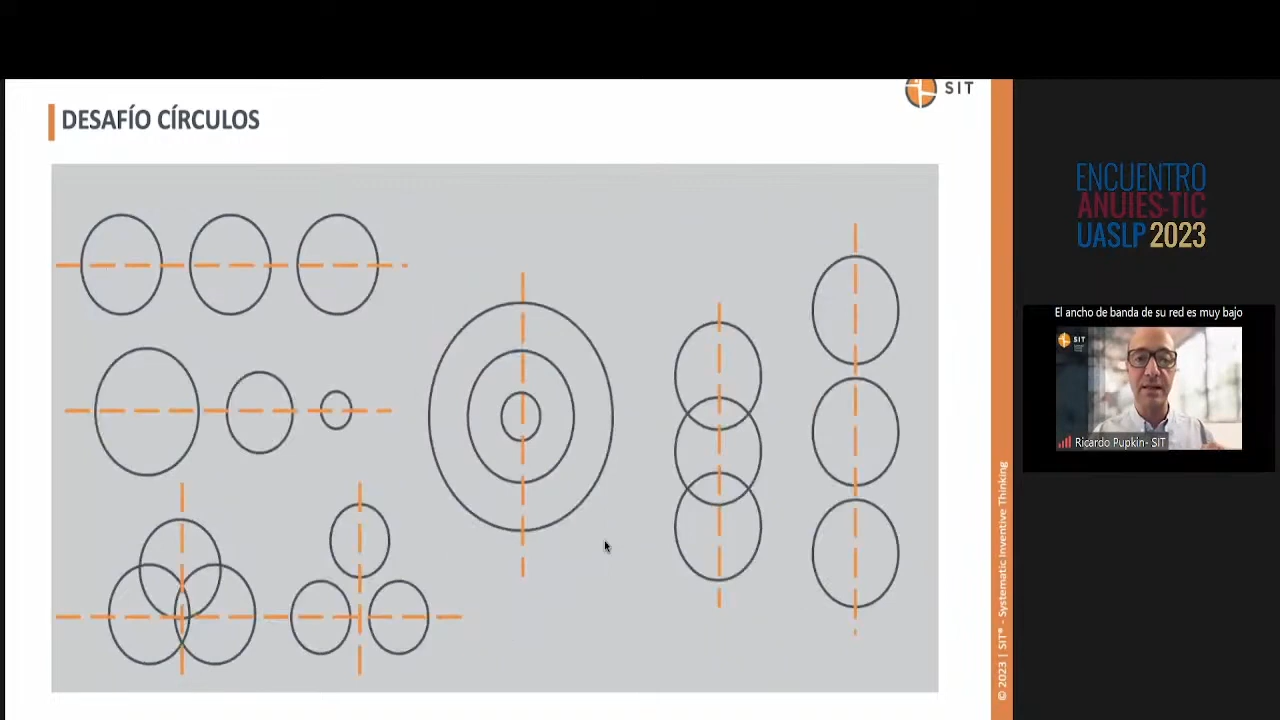 SIT
DESAFÍO CÍRCULOS
ENCUENTRO
ANUIES-TIC
UASLP 2023
El ancho de banda de su red es muy bajo
SIT
Ricardo Pupkin- SIT
© 2023 | SIT® - Systematic Inventive Thinking